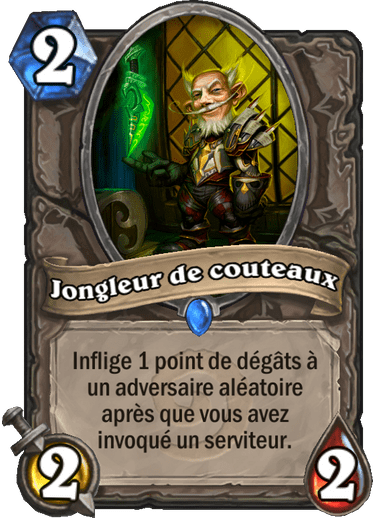 2
Jongleur de couteaux
Inflige 1 point de dégâts à
un adversaire aléatoire
après que vous avez
invoqué un serviteur.
2
2